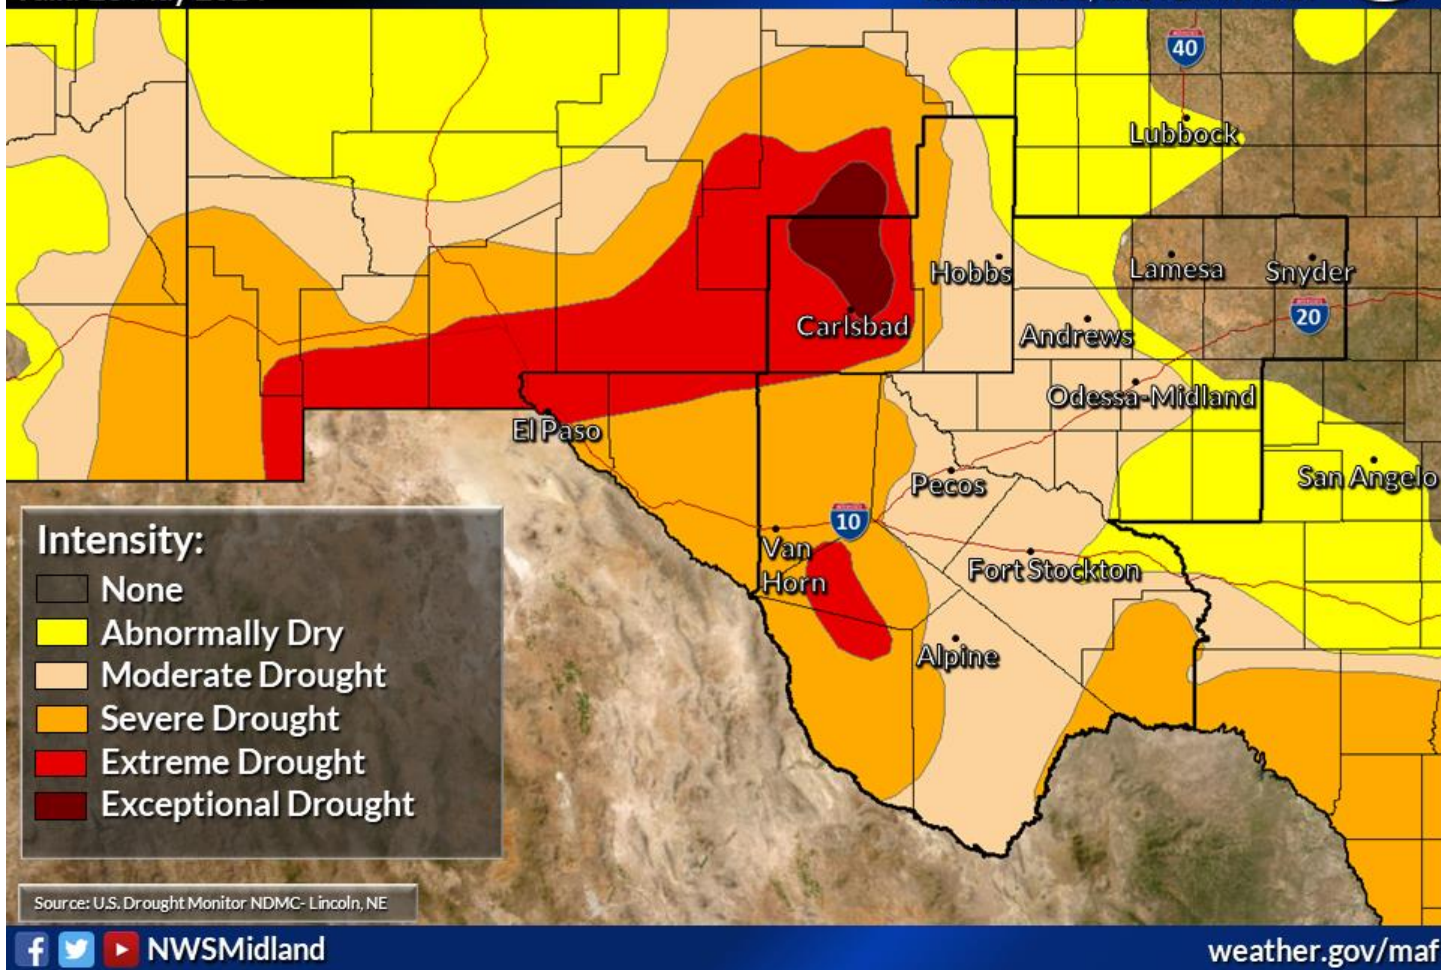 40
Lubbock
Hobbs
Lamesa
Snyder
Carlsbad
20
Andrews
Odessa-Midland
El Paso
San Angelo
Pecos
10
Van
Horn
Fort Stockton
Alpine
Intensity:
None
Abnormally Dry
Moderate Drought
Severe Drought
Extreme Drought
Exceptional Drought
Source: U.S. Drought Monitor NDMC- Lincoln, NE
NWSMidland
weather.gov/maf